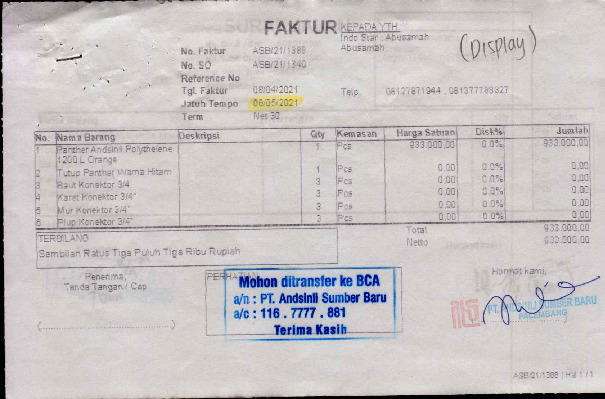 FAKTUR
KEPADA YTH.
Indo Star. Abusamah
Abusamah
(Display)
No. Faktur ASB/21/1388
No. SO ASB/21/1340
Reference No
Tgl. Faktur 08/04/2021
Jatuh Tempo 08/05/2021
Term Net 30
Telp.
No. Nama Barang Deskripsi Qty Kemasan Harga Satuan Disk% Jumlah
1 Panther Andsinli Polythelene 1 Pcs 933.000,00 0.0% 933.000,00
1200 L Orange
2 Tutup Panther Warna Hitam 1 Pcs 0,00 0.0% 0,00
3 Baut Konektor 3/4 3 Pcs 0,00 0.0% 0,00
4 Karet Konektor 3/4" 3 Pcs 0,00 0.0% 0,00
5 Mur Konektor 3/4" 3 Pcs 0,00 0.0% 0,00
6 Plup Konektor 3/4" 3 Pcs 0,00 0.0% 0,00
Total 933.000,00
Netto 933.000,00
TERBILANG
Sembilan Ratus Tiga Puluh Tiga Ribu Rupiah
Penerima,
Tanda Tangan / Cap
PERHATIAN
Mohon ditransfer ke BCA
a/n : PT. Andsinli Sumber Baru
a/c : 116 . 7777 . 881
Terima Kasih
Hormat kami,
PT. ANDSINLI SUMBER BARU
PALEMBANG
ASB/21/1388 | Hal 1 / 1